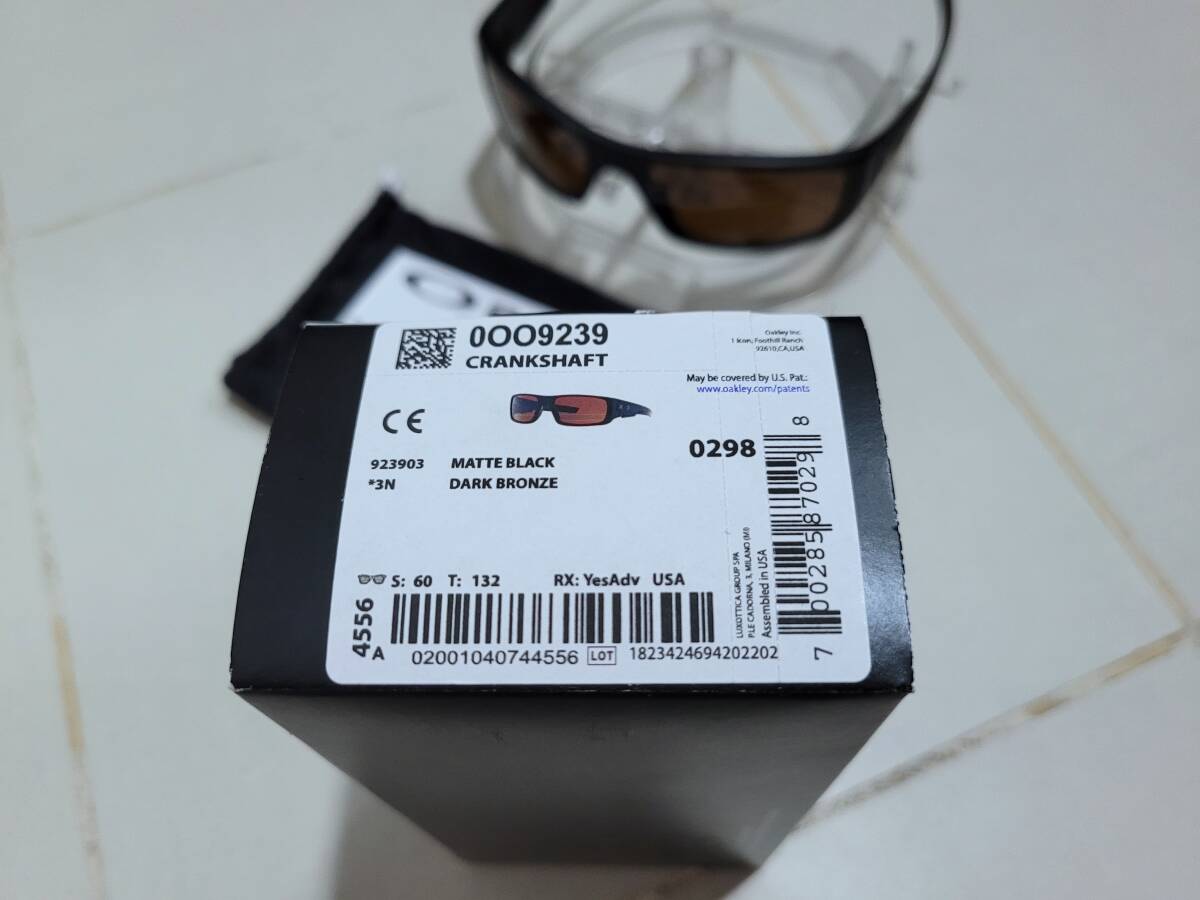 0OO9239
CRANKSHAFT
Oakley Inc.
1 Icon, Foothill Ranch
92610,CA,USA
May be covered by U.S. Pat.:
www.oakley.com/patents
CE
0298
923903 MATTE BLACK
*3N DARK BRONZE
S: 60 T: 132 RX: YesAdv USA
4556
A
02001040744556 LOT 1823424694202202
LUXOTTICA GROUP SPA
PLE CADORNA, 3, MILANO (MI)
Assembled in USA
7 00285 87029 8